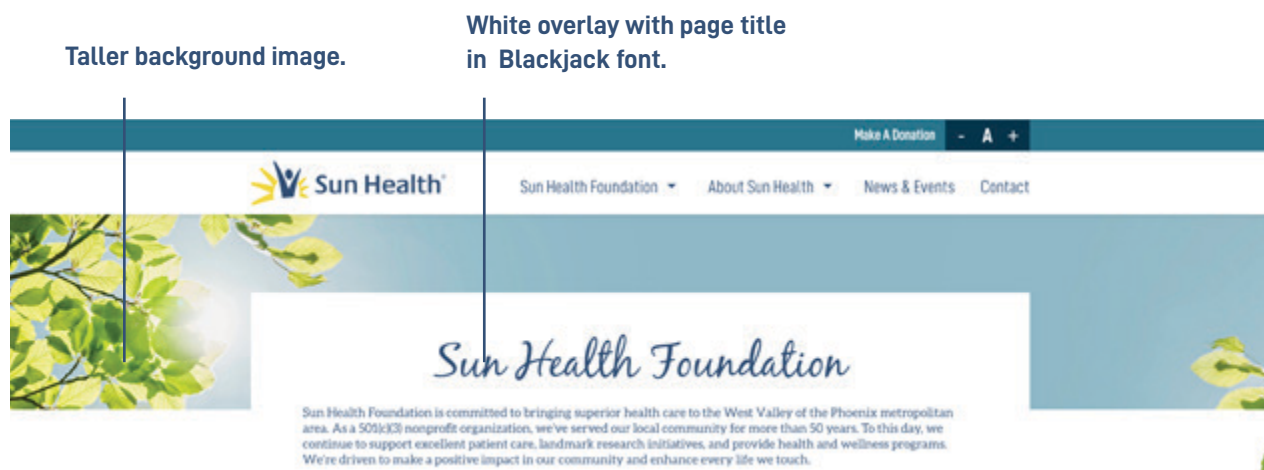 White overlay with page title
Taller background image.
in Blackjack font.
Make A Donation - A +
Sun Health
Sun Health Foundation About Sun Health News & Events Contact
Sun Health Foundation
Sun Health Foundation is committed to bringing superior health care to the West Valley of the Phoenix metropolitan
area. As a 501(c)(3) nonprofit organization, we've served our local community for more than 50 years. To this day, we
continue to support excellent patient care, landmark research initiatives, and provide health and wellness programs.
We're driven to make a positive impact in our community and enhance every life we touch.